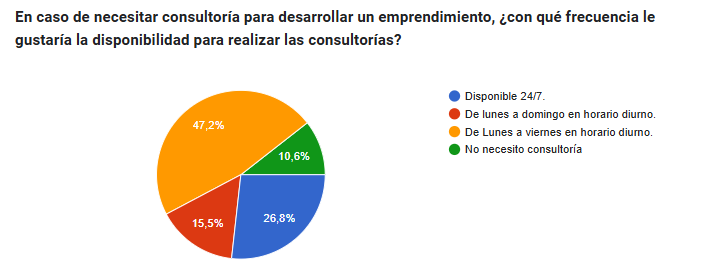 En caso de necesitar consultoría para desarrollar un emprendimiento, ¿con qué frecuencia le
gustaría la disponibilidad para realizar las consultorías?
Disponible 24/7.
De lunes a domingo en horario diurno.
De Lunes a viernes en horario diurno.
No necesito consultoría
47,2%
10,6%
15,5%
26,8%